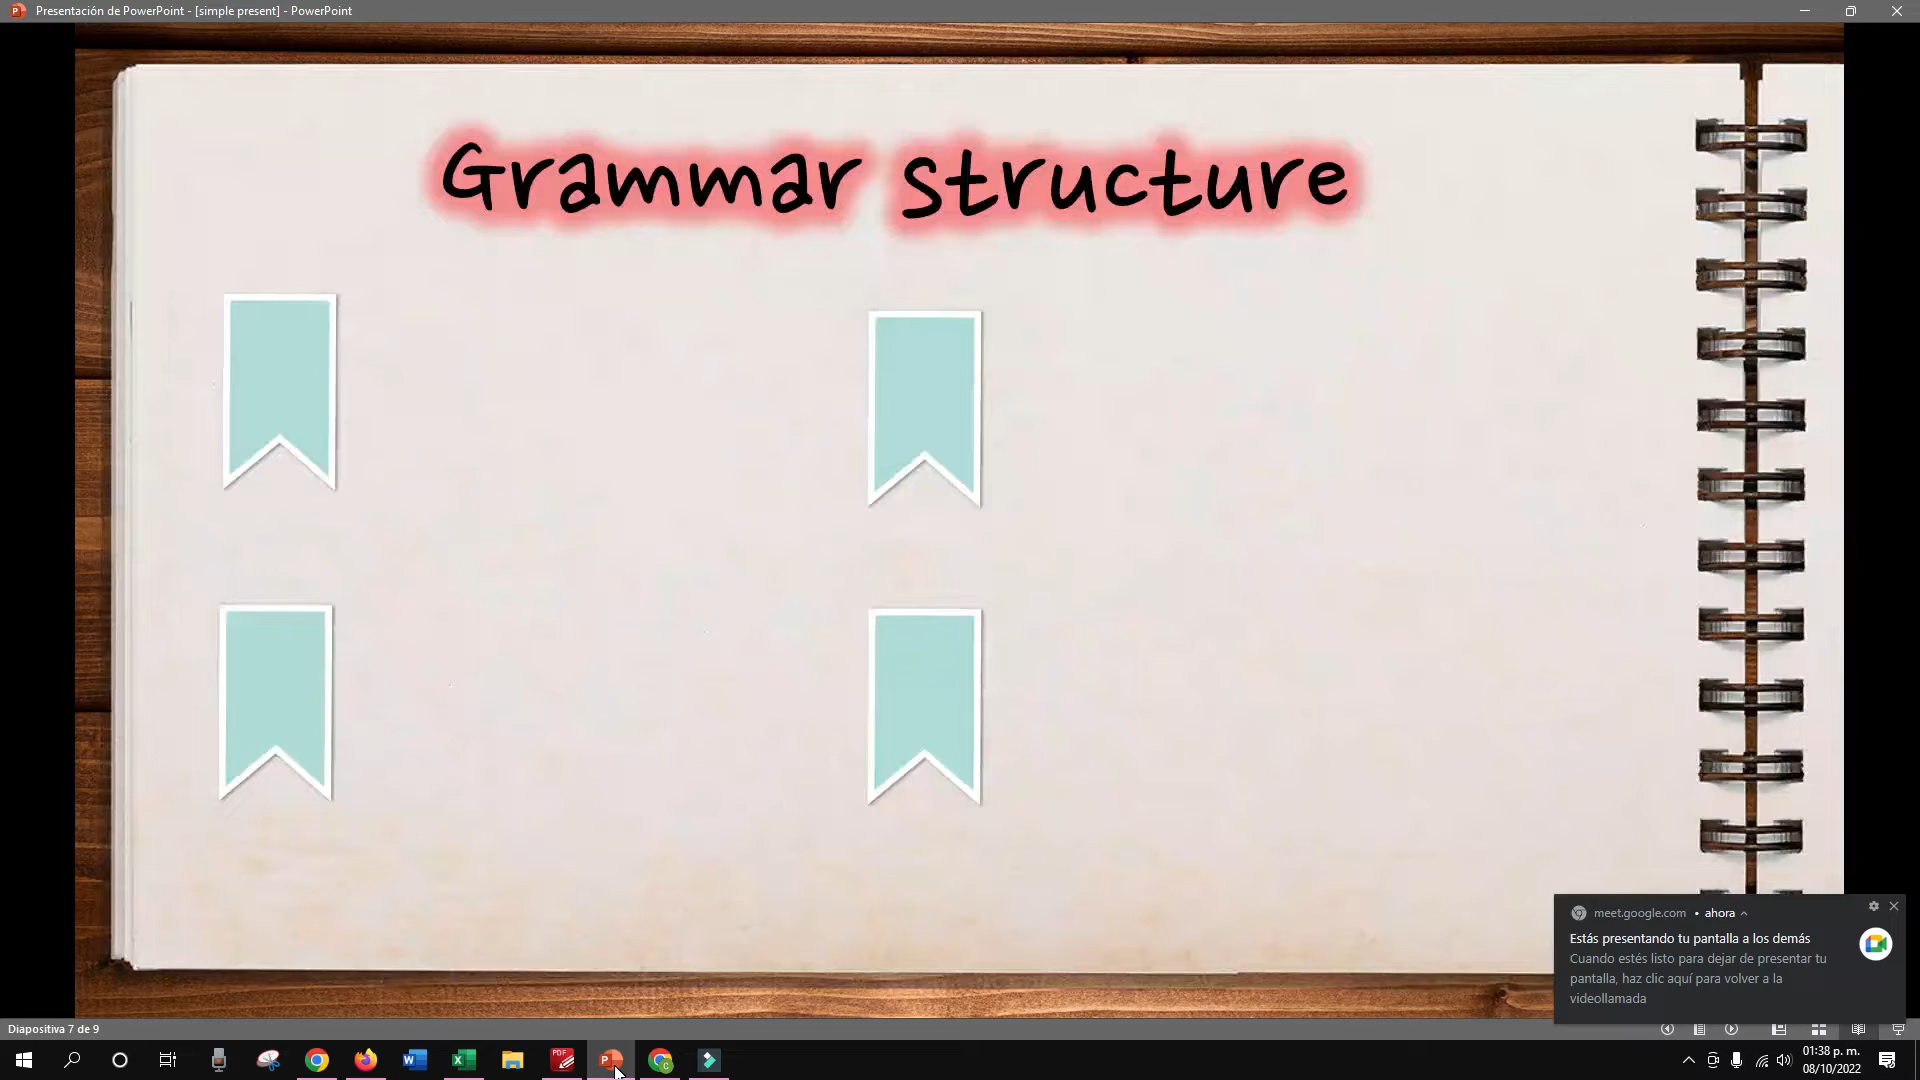 Presentación de PowerPoint - [simple present] - PowerPoint
Grammar structure
meet.google.com • ahora
Estás presentando tu pantalla a los demás
Cuando estés listo para dejar de presentar tu
pantalla, haz clic aquí para volver a la
videollamada
Diapositiva 7 de 9
01:38 p. m.
08/10/2022